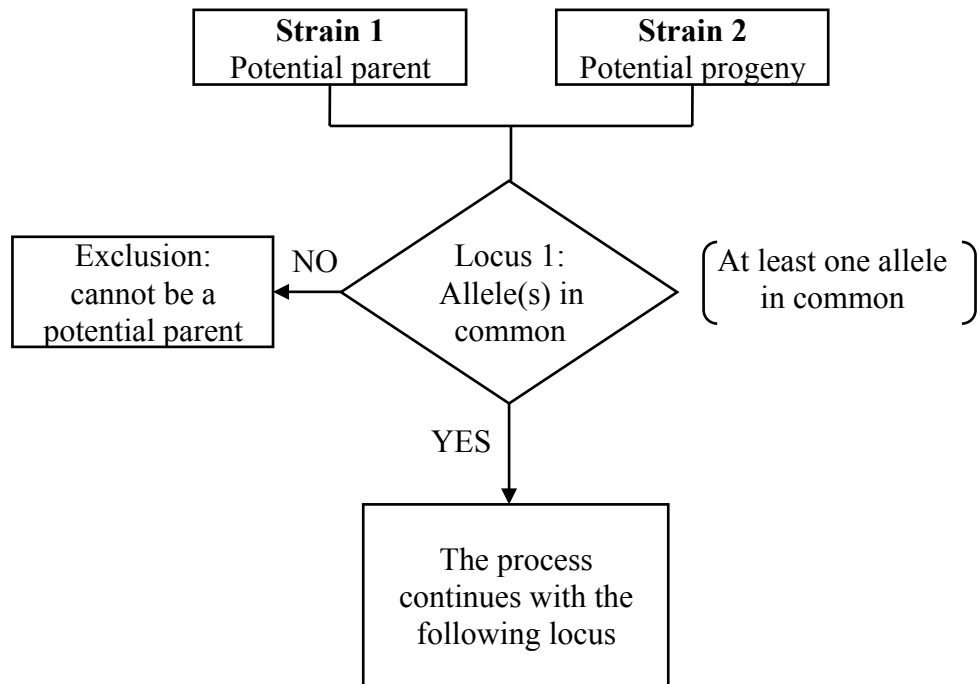 Strain 1
Potential parent
Strain 2
Potential progeny
Exclusion:
cannot be a
potential parent
NO
Locus 1:
Allele(s) in
common
At least one allele
in common
YES
The process
continues with the
following locus